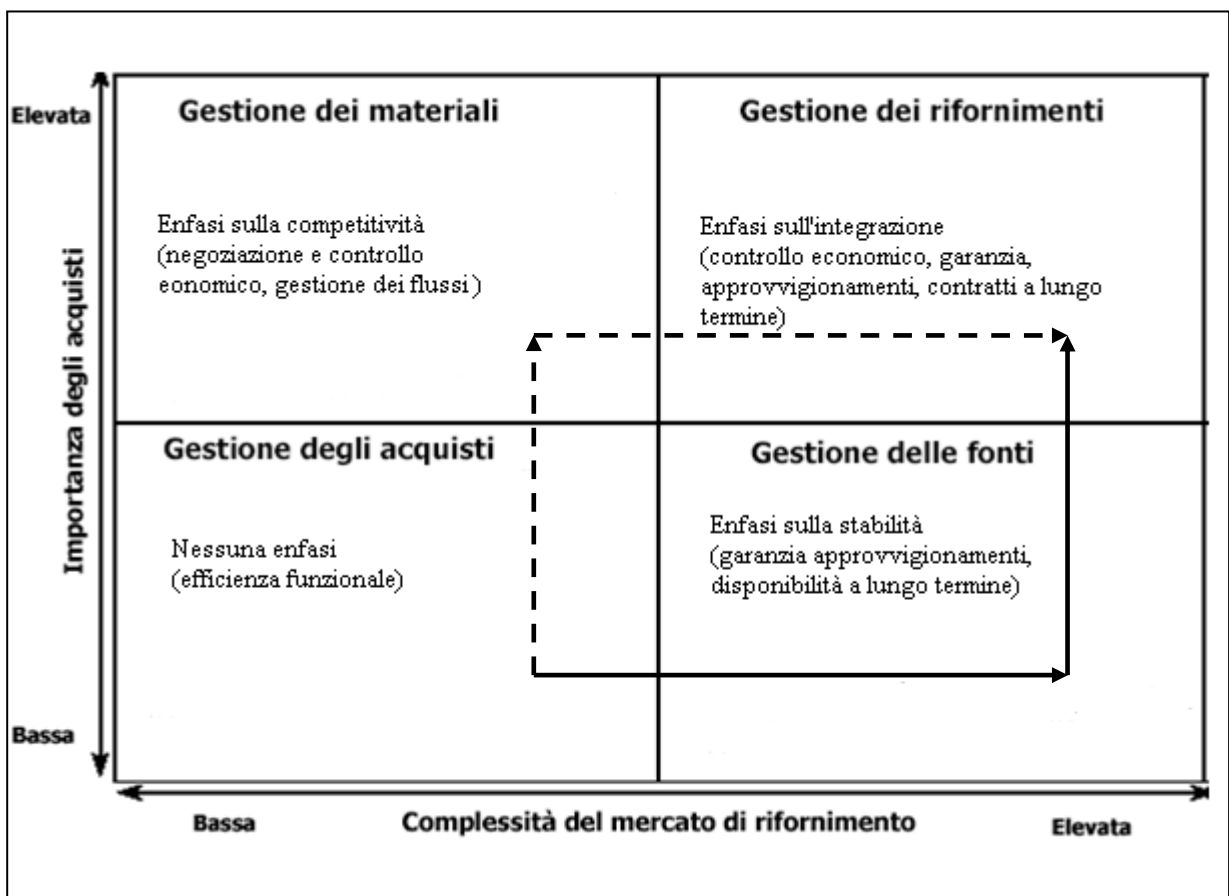 Elevata
Gestione dei materiali
Gestione dei rifornimenti
Enfasi sulla competitività
(negoziazione e controllo
eonomico, gestione dei flussi)
Enfasi sull'integrazione
(controllo economico, garanzia,
approvvigionamenti, contratti a lungo
termine)
Importanza degli acquisti
Gestione degli acquisti
Gestione delle fonti
Nessuna enfasi
(efficienza funzionale)
Enfasi sulla stabilità
(garanzia approvvigionamenti,
disponibilità a lungo termine)
Bassa
Bassa
Complessità del mercato di rifornimento
Elevata